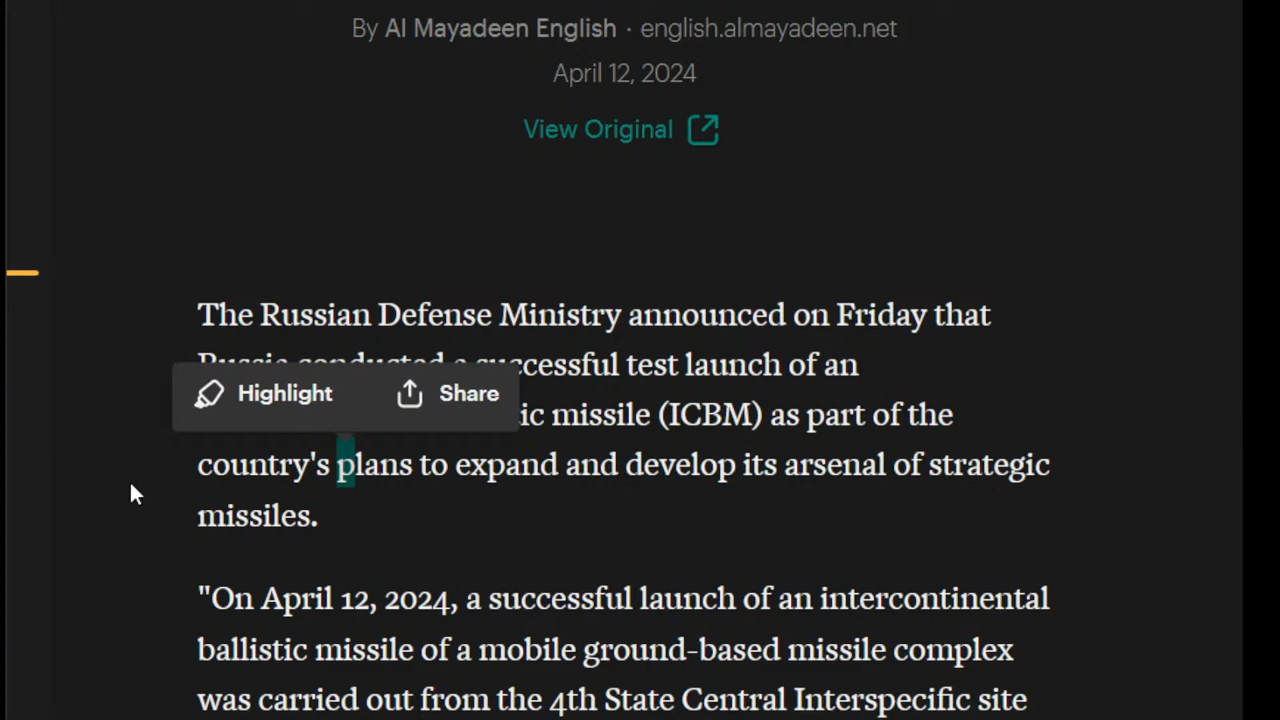 By Al Mayadeen English · english.almayadeen.net
April 12, 2024
View Original
The Russian Defense Ministry announced on Friday that
Russia conducted a successful test launch of an
Highlight Share
ic missile (ICBM) as part of the
country's plans to expand and develop its arsenal of strategic
missiles.
"On April 12, 2024, a successful launch of an intercontinental
ballistic missile of a mobile ground-based missile complex
was carried out from the 4th State Central Interspecific site